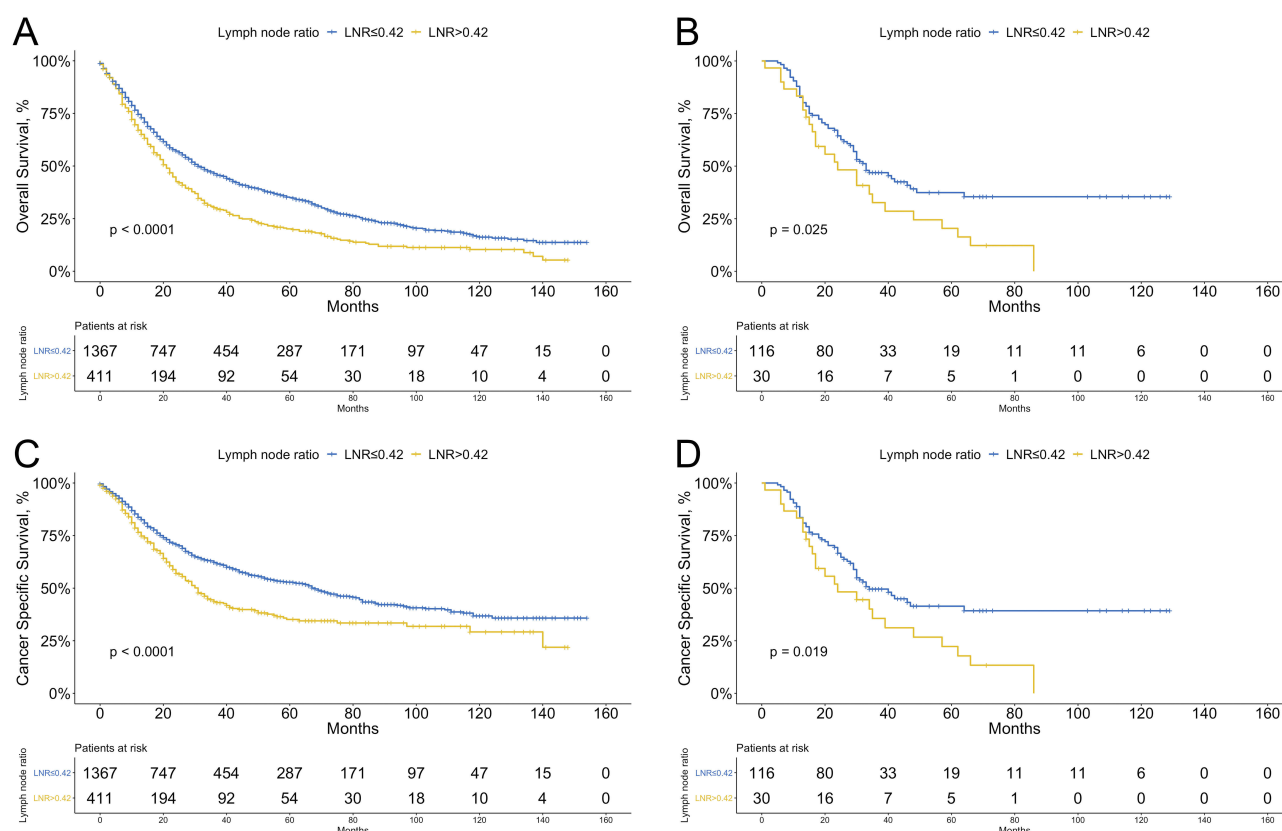 A
Lymph node ratio LNR≤0.42 LNR>0.42
Overall Survival, %
100%
75%
50%
25%
0%
p < 0.0001
0 20 40 60 80 100 120 140 160
Months
Patients at risk
Lymph node ratio
LNR≤0.42 1367 747 454 287 171 97 47 15 0
LNR>0.42 411 194 92 54 30 18 10 4 0
0 20 40 60 80 100 120 140 160
Months
B
Lymph node ratio LNR≤0.42 LNR>0.42
Overall Survival, %
100%
75%
50%
25%
0%
p = 0.025
0 20 40 60 80 100 120 140 160
Months
Patients at risk
Lymph node ratio
LNR≤0.42 116 80 33 19 11 11 6 0 0
LNR>0.42 30 16 7 5 1 0 0 0 0
0 20 40 60 80 100 120 140 160
Months
C
Lymph node ratio LNR≤0.42 LNR>0.42
Cancer Specific Survival, %
100%
75%
50%
25%
0%
p < 0.0001
0 20 40 60 80 100 120 140 160
Months
Patients at risk
Lymph node ratio
LNR≤0.42 1367 747 454 287 171 97 47 15 0
LNR>0.42 411 194 92 54 30 18 10 4 0
0 20 40 60 80 100 120 140 160
Months
D
Lymph node ratio LNR≤0.42 LNR>0.42
Cancer Specific Survival, %
100%
75%
50%
25%
0%
p = 0.019
0 20 40 60 80 100 120 140 160
Months
Patients at risk
Lymph node ratio
LNR≤0.42 116 80 33 19 11 11 6 0 0
LNR>0.42 30 16 7 5 1 0 0 0 0
0 20 40 60 80 100 120 140 160
Months